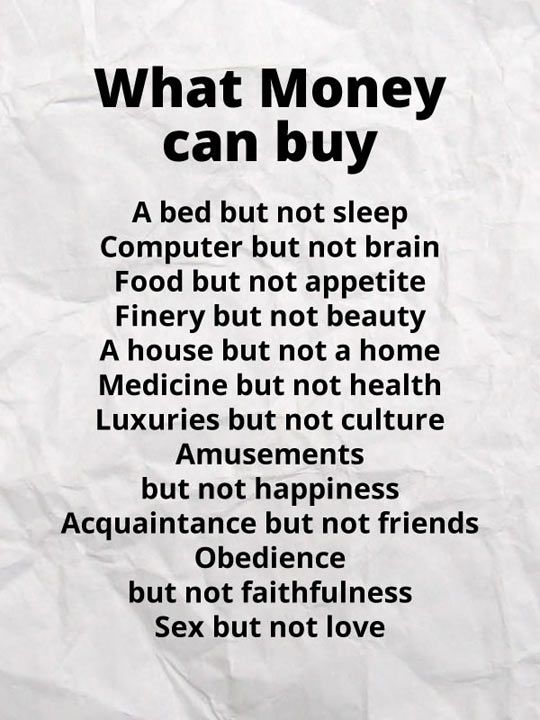 What Money
can buy
A bed but not sleep
Computer but not brain
Food but not appetite
Finery but not beauty
A house but not a home
Medicine but not health
Luxuries but not culture
Amusements
but not happiness
Acquaintance but not friends
Obedience
but not faithfulness
Sex but not love